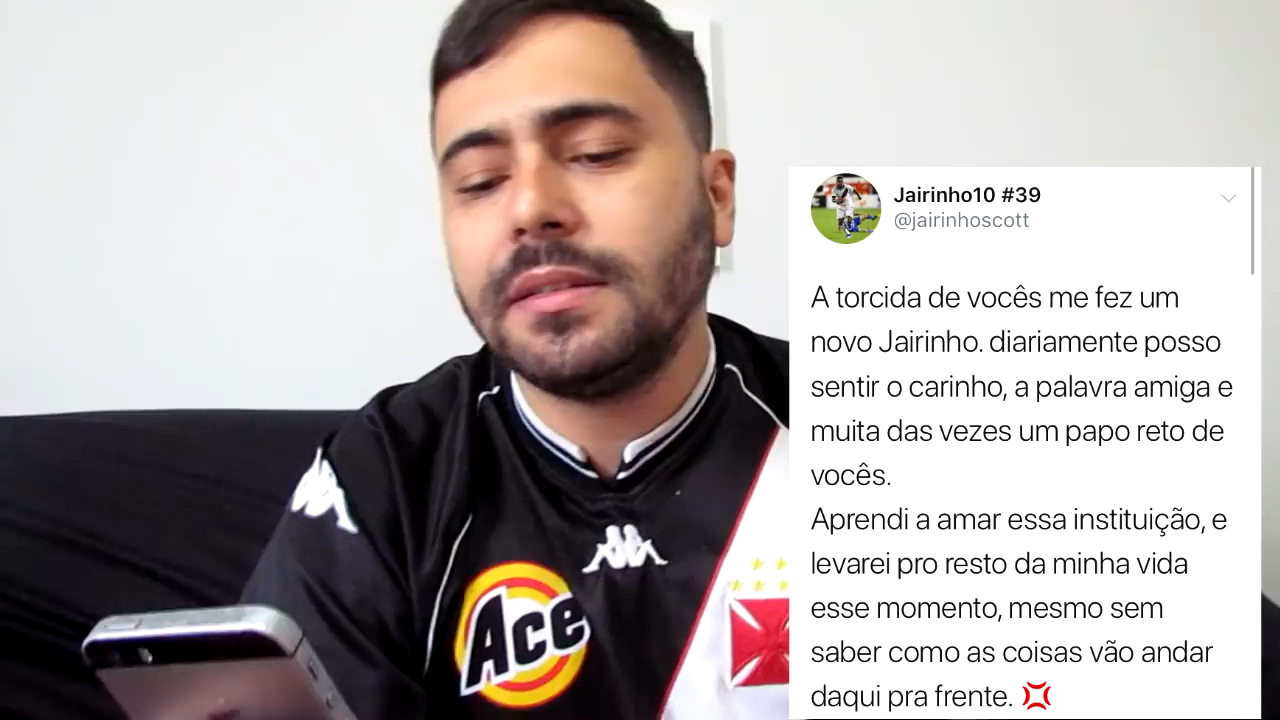 Jairinho10 #39
@jairinhoscott
A torcida de vocês me fez um
novo Jairinho. diariamente posso
sentir o carinho, a palavra amiga e
muita das vezes um papo reto de
vocês.
Aprendi a amar essa instituição, e
levarei pro resto da minha vida
esse momento, mesmo sem
saber como as coisas vão andar
daqui pra frente. 💢
Ace